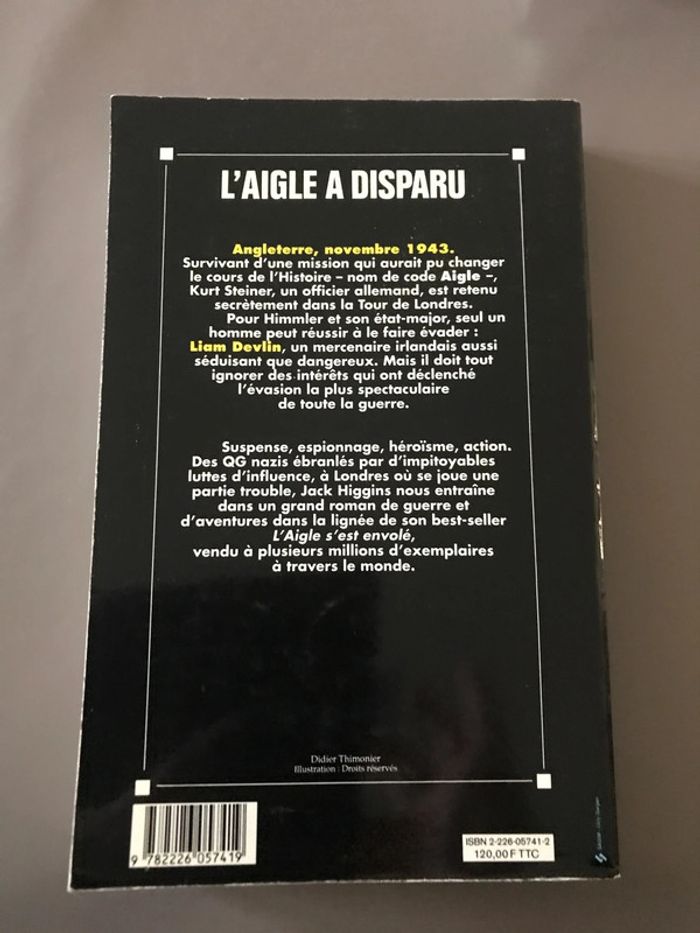 L'AIGLE A DISPARU
Angleterre, novembre 1943.
Survivant d'une mission qui aurait pu changer
le cours de l'Histoire – nom de code Aigle –,
Kurt Steiner, un officier allemand, est retenu
secrètement dans la Tour de Londres.
Pour Himmler et son état-major, seul un
homme peut réussir à le faire évader :
Liam Devlin, un mercenaire irlandais aussi
séduisant que dangereux. Mais il doit tout
ignorer des intérêts qui ont déclenché
l'évasion la plus spectaculaire
de toute la guerre.
Suspense, espionnage, héroïsme, action.
Des QG nazis ébranlés par d'impitoyables
luttes d'influence, à Londres où se joue une
partie trouble, Jack Higgins nous entraîne
dans un grand roman de guerre et
d'aventures dans la lignée de son best-seller
L'Aigle s'est envolé,
vendu à plusieurs millions d'exemplaires
à travers le monde.
Didier Thimonier
Illustration : Droits réservés
9 782226 057419
ISBN 2-226-05741-2
120,00 F TTC